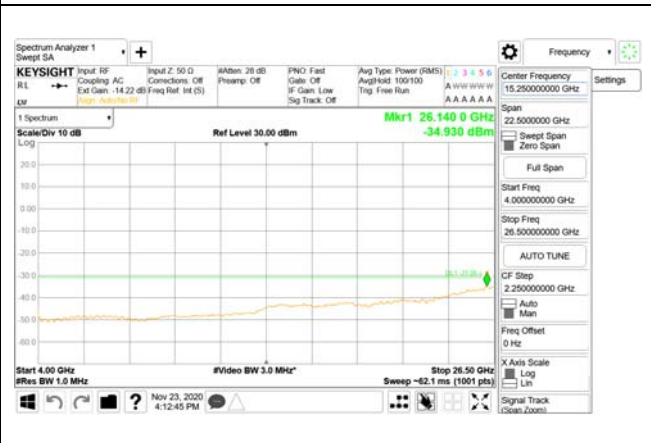 Spectrum Analyzer 1
Swept SA
Frequency
KEYSIGHT
RL
Input: RF
Coupling: AC
Ext Gain: -14.22 dB
Align: Auto/No RF
Input Z: 50 Ω
Corrections: Off
Freq Ref: Int (S)
#Atten: 28 dB
Preamp: Off
PNO: Fast
Gate: Off
IF Gain: Low
Sig Track: Off
Avg Type: Power (RMS)
Avg|Hold: 100/100
Trig: Free Run
1 2 3 4 5 6
A W W W W W
A A A A A A
1 Spectrum
Scale/Div 10 dB
Ref Level 30.00 dBm
Mkr1 26.140 0 GHz
-34.930 dBm
Log
20.0
10.0
0.00
-10.0
-20.0
-30.0
-40.0
-50.0
-60.0
Start 4.00 GHz
#Res BW 1.0 MHz
#Video BW 3.0 MHz*
Stop 26.50 GHz
Sweep ~62.1 ms (1001 pts)
Nov 23, 2020
4:12:45 PM
Settings
Center Frequency
15.250000000 GHz
Span
22.5000000 GHz
Swept Span
Zero Span
Full Span
Start Freq
4.000000000 GHz
Stop Freq
26.500000000 GHz
AUTO TUNE
CF Step
2.250000000 GHz
Auto
Man
Freq Offset
0 Hz
X Axis Scale
Log
Lin
Signal Track
(Span Zoom)